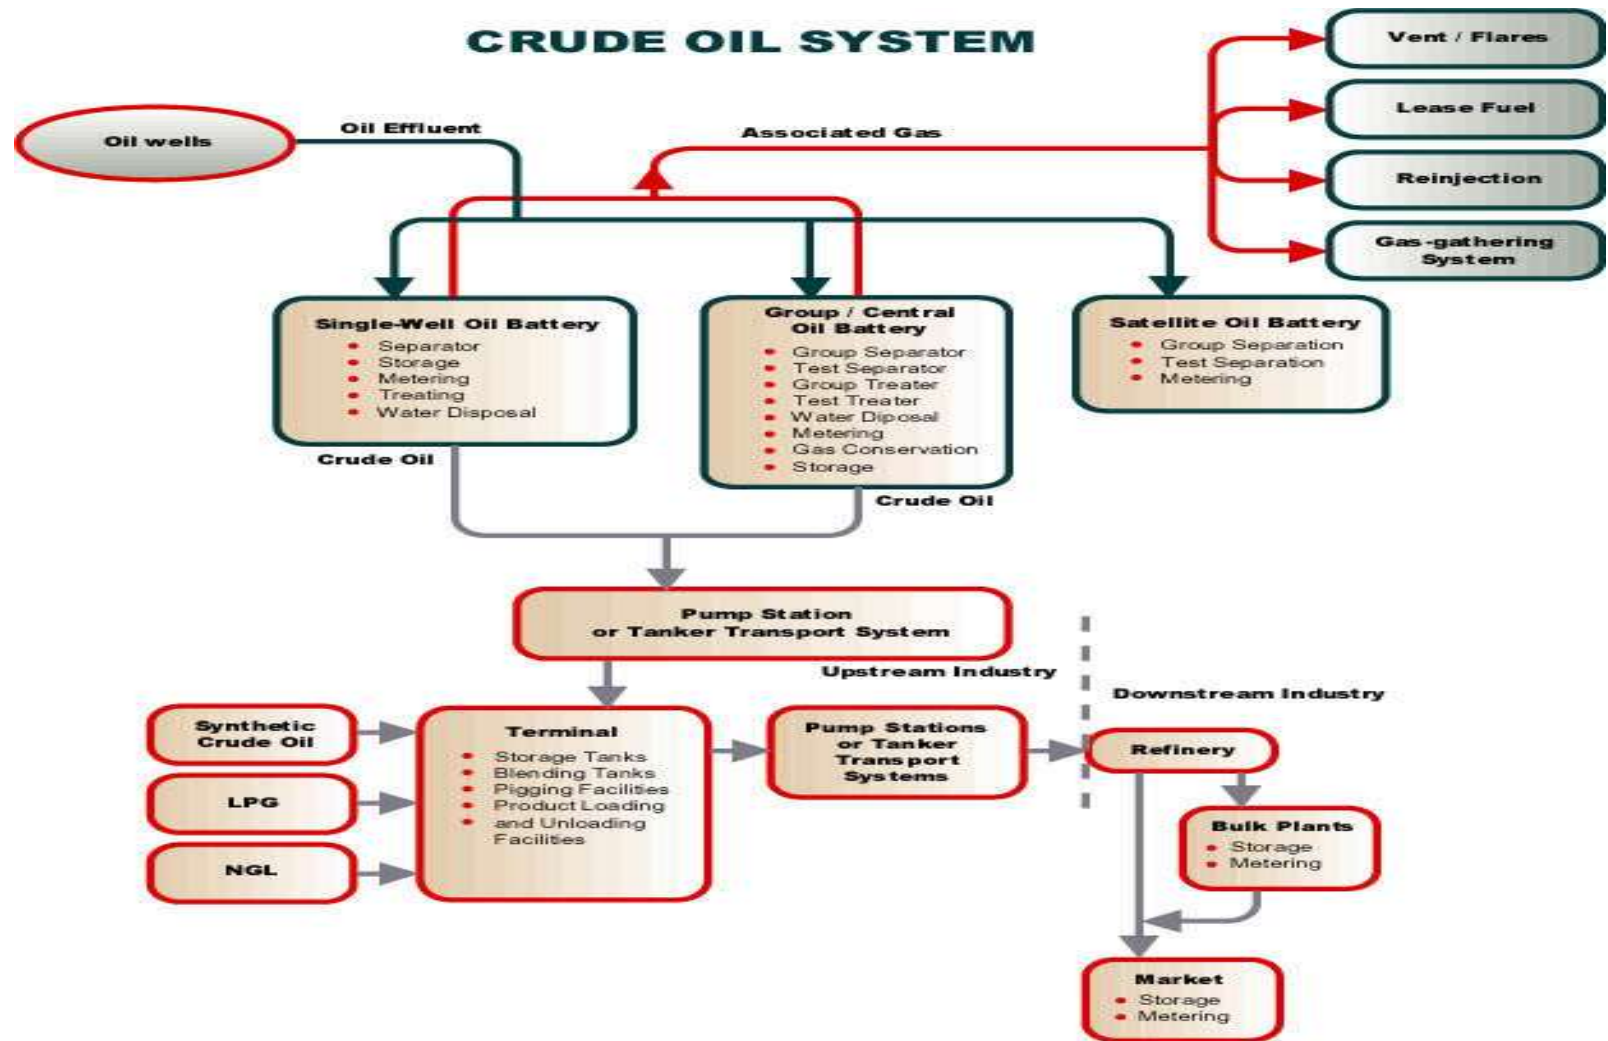 CRUDE OIL SYSTEM
Vent / Flares
Lease Fuel
Reinjection
Gas-gathering
System
Oil wells
Oil Effluent
Associated Gas
Single-Well Oil Battery
• Separator
• Storage
• Metering
• Treating
• Water Disposal
Group / Central
Oil Battery
• Group Separator
• Test Separator
• Group Treater
• Test Treater
• Water Diposal
• Metering
• Gas Conservation
• Storage
Satellite Oil Battery
• Group Separation
• Test Separation
• Metering
Crude Oil
Crude Oil
Pump Station
or Tanker Transport System
Upstream Industry
Downstream Industry
Synthetic
Crude Oil
LPG
NGL
Terminal
• Storage Tanks
• Blending Tanks
• Pigging Facilities
• Product Loading
• and Unloading
Facilities
Pump Stations
or Tanker
Transport
Systems
Refinery
Bulk Plants
• Storage
• Metering
Market
• Storage
• Metering